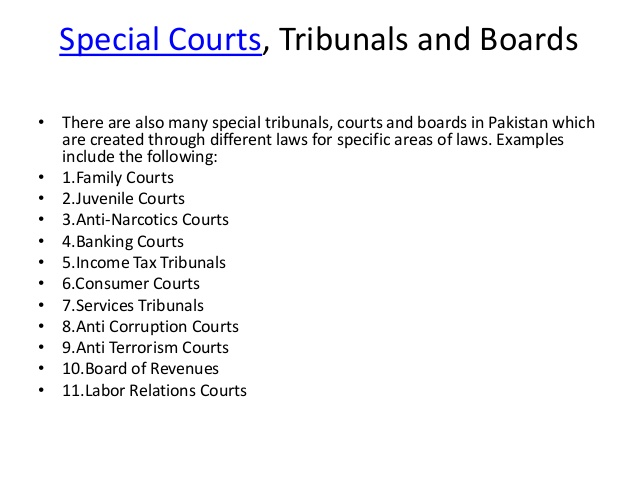 Special Courts, Tribunals and Boards
• There are also many special tribunals, courts and boards in Pakistan which
are created through different laws for specific areas of laws. Examples
include the following:
• 1.Family Courts
• 2.Juvenile Courts
• 3.Anti-Narcotics Courts
• 4.Banking Courts
• 5.Income Tax Tribunals
• 6.Consumer Courts
• 7.Services Tribunals
• 8.Anti Corruption Courts
• 9.Anti Terrorism Courts
• 10.Board of Revenues
• 11.Labor Relations Courts